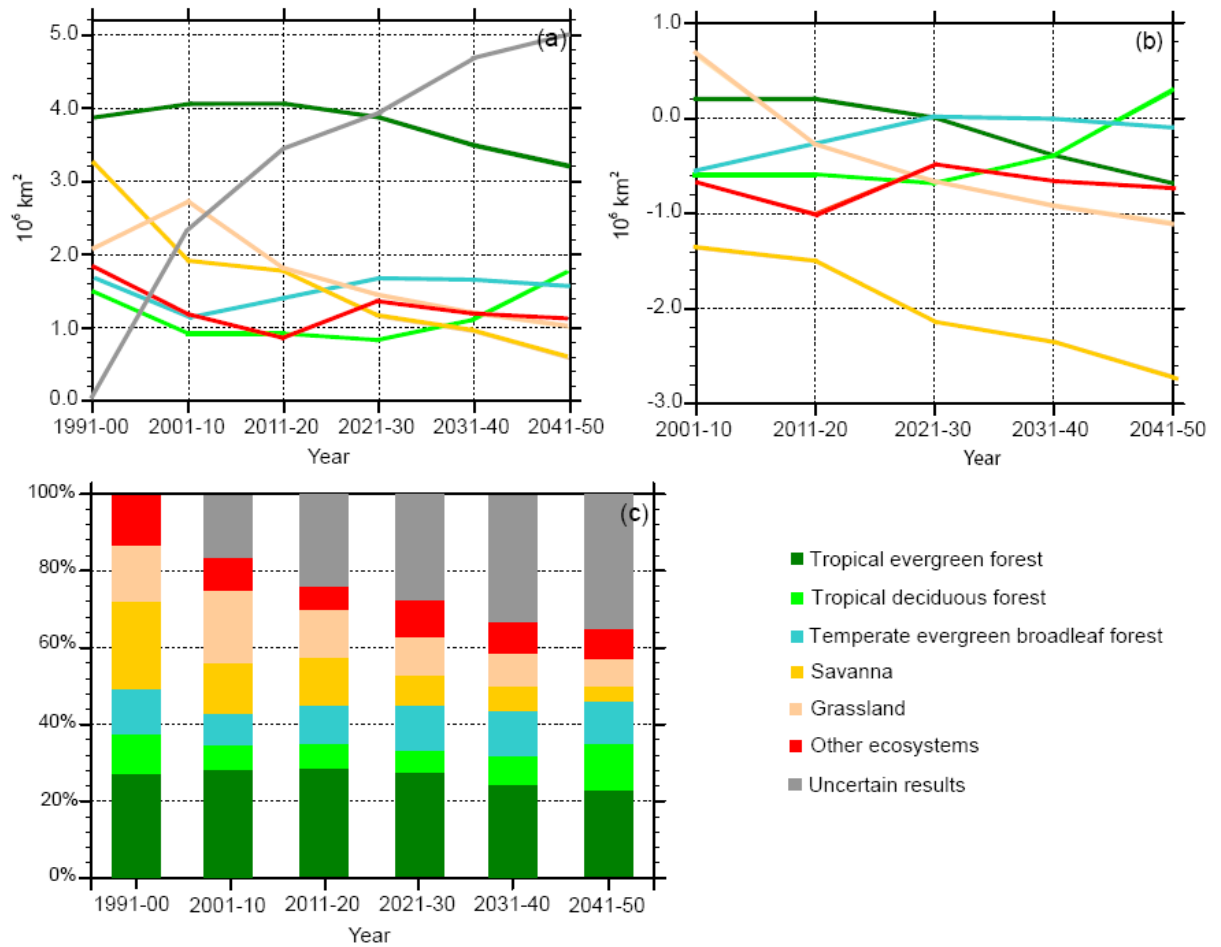 (a)
5.0
4.0
3.0
2.0
1.0
0.0
10⁶ km²
1991-00 2001-10 2011-20 2021-30 2031-40 2041-50
Year
(b)
1.0
0.0
-1.0
-2.0
-3.0
10⁶ km²
2001-10 2011-20 2021-30 2031-40 2041-50
Year
(c)
100%
80%
60%
40%
20%
0%
1991-00 2001-10 2011-20 2021-30 2031-40 2041-50
Year
Tropical evergreen forest
Tropical deciduous forest
Temperate evergreen broadleaf forest
Savanna
Grassland
Other ecosystems
Uncertain results